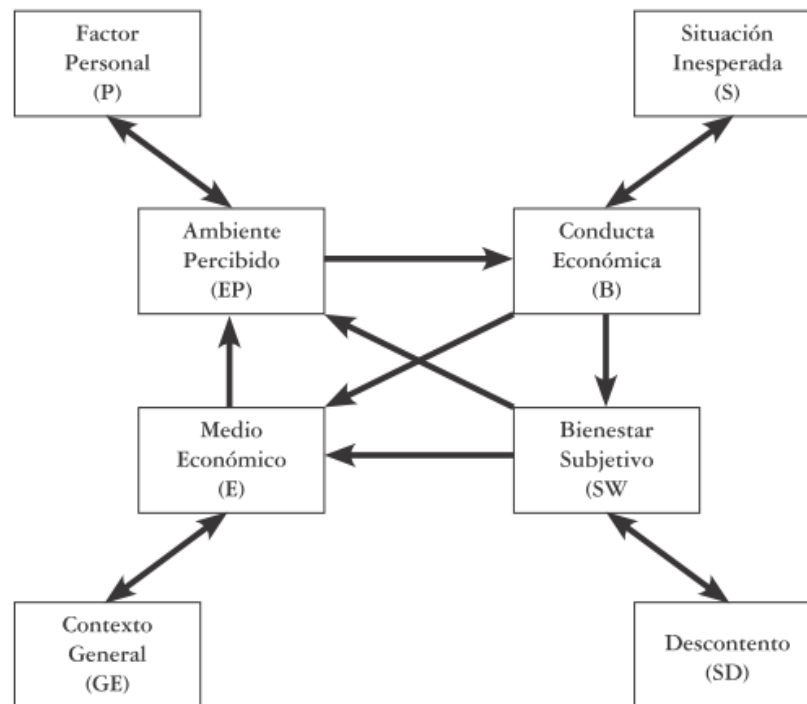 Factor
Personal
(P)
Situación
Inesperada
(S)
Ambiente
Percibido
(EP)
Conducta
Económica
(B)
Medio
Económico
(E)
Bienestar
Subjetivo
(SW
Contexto
General
(GE)
Descontento
(SD)